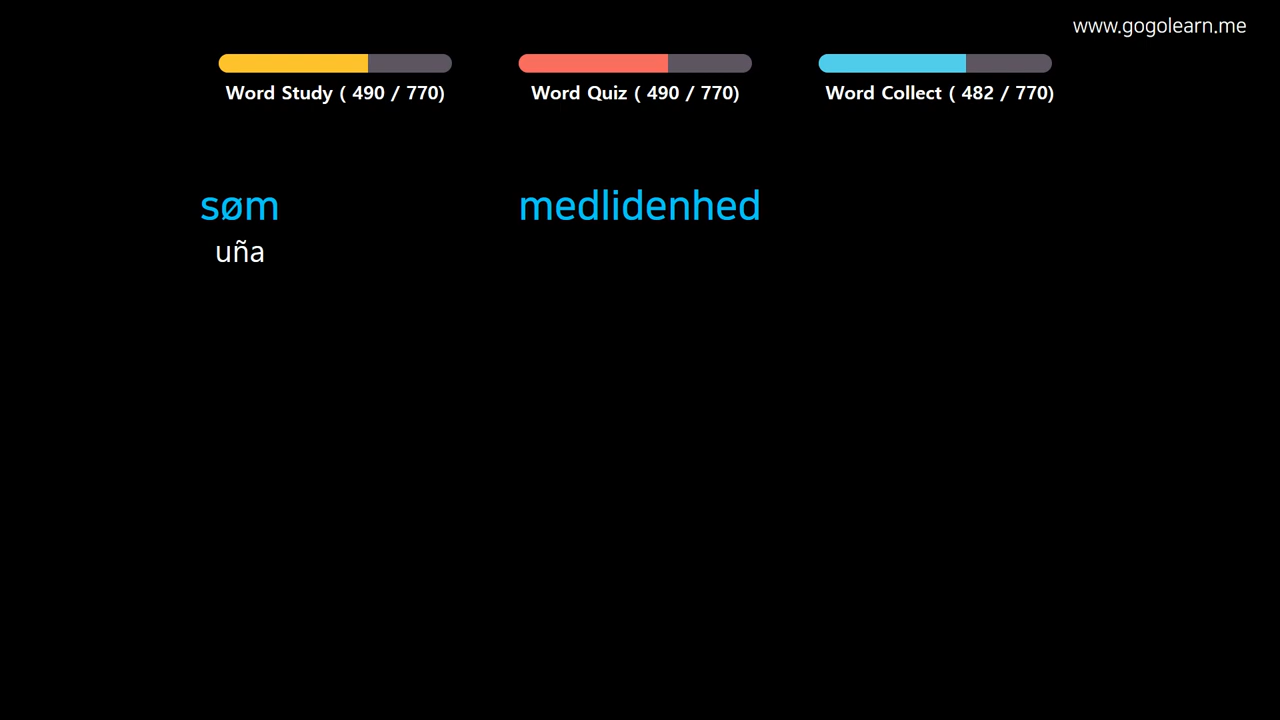 www.gogolearn.me
Word Study ( 490 / 770)
Word Quiz ( 490 / 770)
Word Collect ( 482 / 770)
søm
uña
medlidenhed